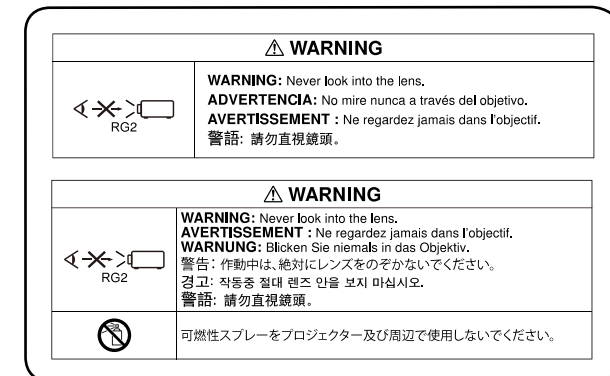 ⚠ WARNING
WARNING: Never look into the lens.
ADVERTENCIA: No mire nunca a través del objetivo.
AVERTISSEMENT : Ne regardez jamais dans l'objectif.
警語: 請勿直視鏡頭。
RG2
⚠ WARNING
WARNING: Never look into the lens.
AVERTISSEMENT : Ne regardez jamais dans l'objectif.
WARNUNG: Blicken Sie niemals in das Objektiv.
警告: 作動中は、絶対にレンズをのぞかないでください。
경고: 작동중 절대 렌즈 안을 보지 마십시오.
警語: 請勿直視鏡頭。
RG2
可燃性スプレーをプロジェクター及び周辺で使用しないでください。